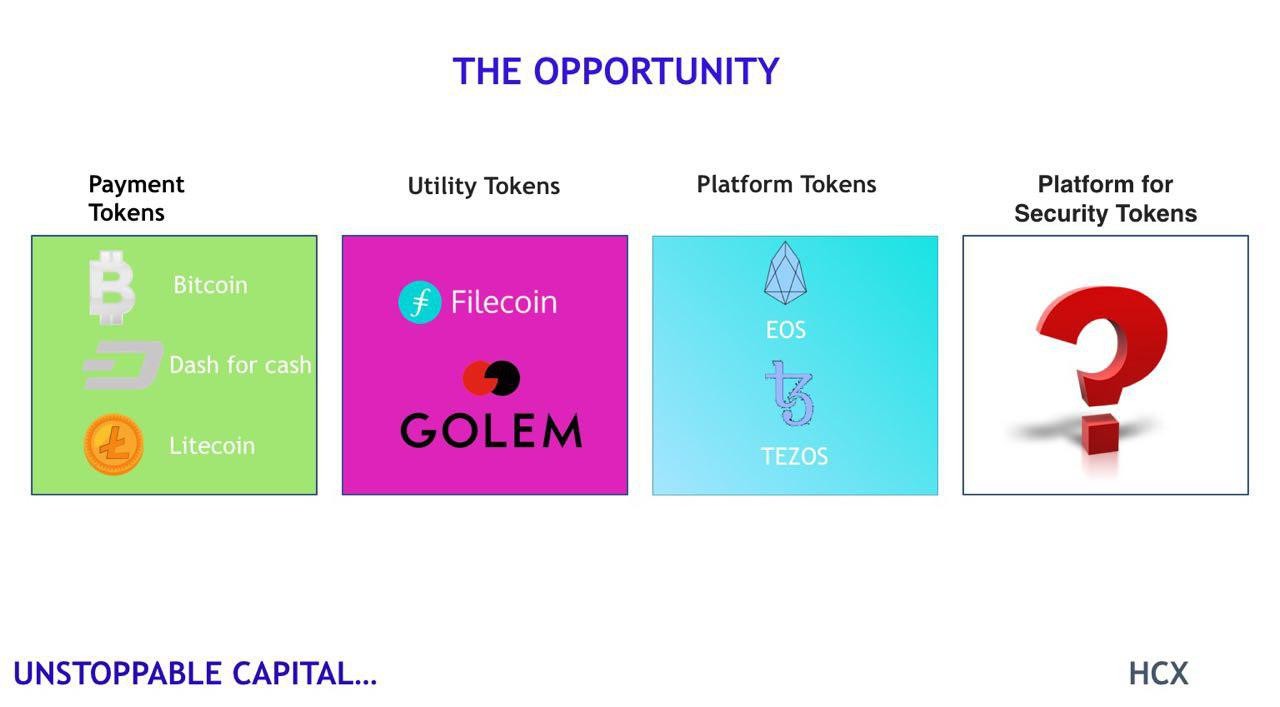 THE OPPORTUNITY
Payment
Tokens
Utility Tokens
Platform Tokens
Platform for
Security Tokens
Bitcoin
Dash for cash
Litecoin
Filecoin
GOLEM
EOS
TEZOS
UNSTOPPABLE CAPITAL…
HCX